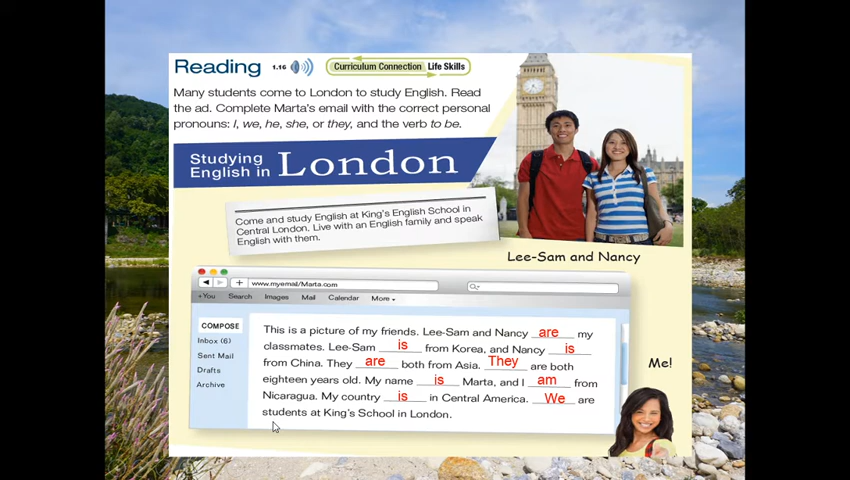 Reading 1.16 Curriculum Connection Life Skills
Many students come to London to study English. Read
the ad. Complete Marta's email with the correct personal
pronouns: I, we, he, she, or they, and the verb to be.
Studying
English in London
Come and study English at King's English School in
Central London. Live with an English family and speak
English with them.
Lee-Sam and Nancy
www.myemail/Marta.com
+You Search Images Mail Calendar More
COMPOSE
Inbox (6)
Sent Mail
Drafts
Archive
This is a picture of my friends. Lee-Sam and Nancy are my
classmates. Lee-Sam is from Korea, and Nancy is
from China. They are both from Asia. They are both
eighteen years old. My name is Marta, and I am from
Nicaragua. My country is in Central America. We are
students at King's School in London.
Me!